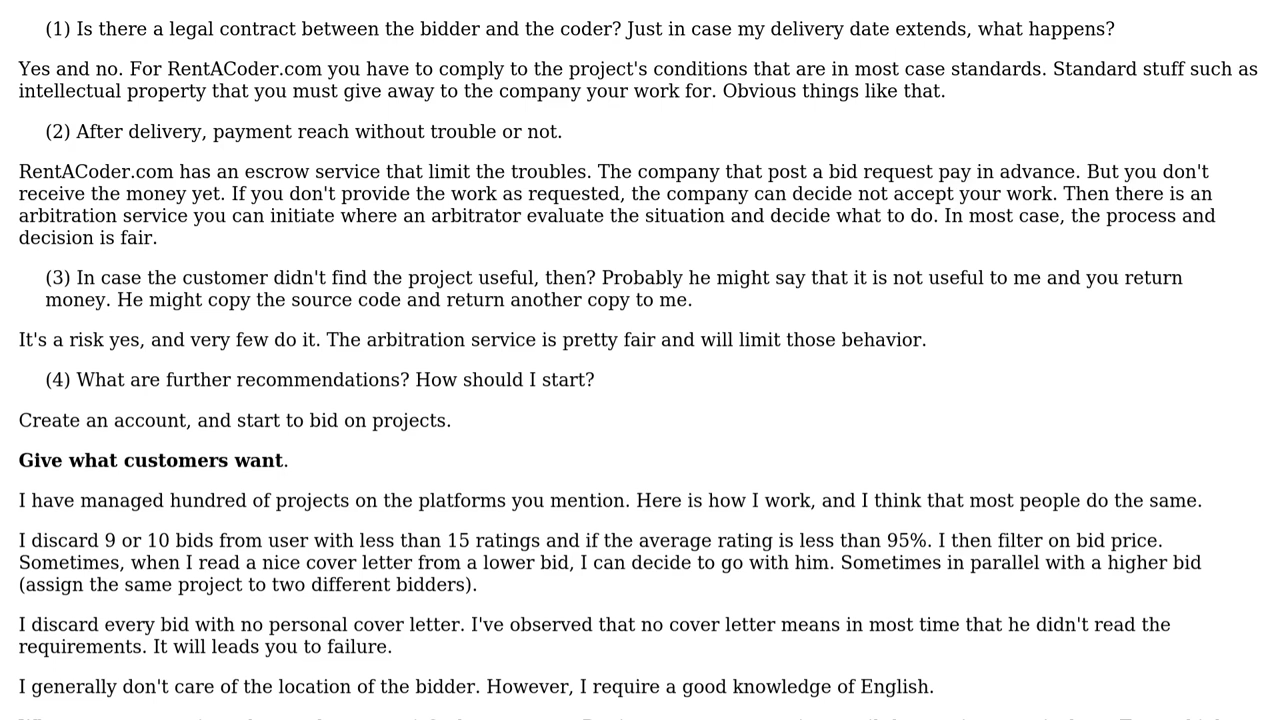 (1) Is there a legal contract between the bidder and the coder? Just in case my delivery date extends, what happens?
Yes and no. For RentACoder.com you have to comply to the project's conditions that are in most case standards. Standard stuff such as
intellectual property that you must give away to the company your work for. Obvious things like that.
(2) After delivery, payment reach without trouble or not.
RentACoder.com has an escrow service that limit the troubles. The company that post a bid request pay in advance. But you don't
receive the money yet. If you don't provide the work as requested, the company can decide not accept your work. Then there is an
arbitration service you can initiate where an arbitrator evaluate the situation and decide what to do. In most case, the process and
decision is fair.
(3) In case the customer didn't find the project useful, then? Probably he might say that it is not useful to me and you return
money. He might copy the source code and return another copy to me.
It's a risk yes, and very few do it. The arbitration service is pretty fair and will limit those behavior.
(4) What are further recommendations? How should I start?
Create an account, and start to bid on projects.
Give what customers want.
I have managed hundred of projects on the platforms you mention. Here is how I work, and I think that most people do the same.
I discard 9 or 10 bids from user with less than 15 ratings and if the average rating is less than 95%. I then filter on bid price.
Sometimes, when I read a nice cover letter from a lower bid, I can decide to go with him. Sometimes in parallel with a higher bid
(assign the same project to two different bidders).
I discard every bid with no personal cover letter. I've observed that no cover letter means in most time that he didn't read the
requirements. It will leads you to failure.
I generally don't care of the location of the bidder. However, I require a good knowledge of English.